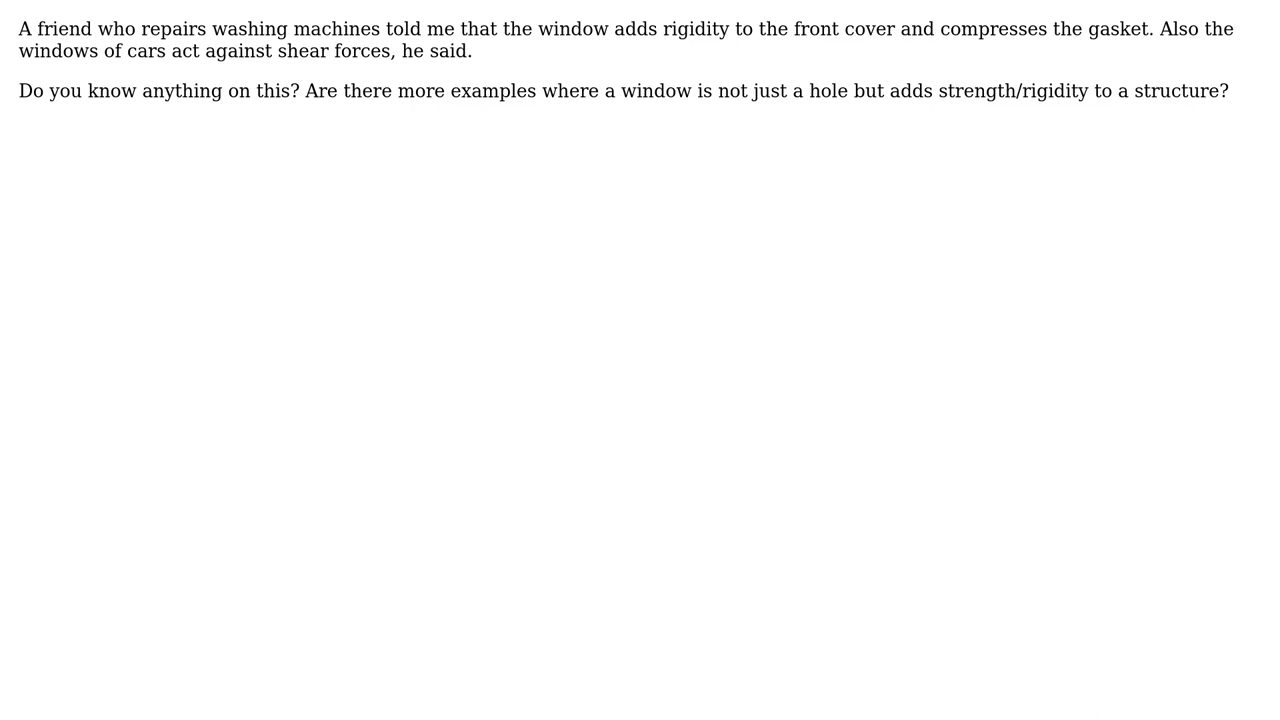 A friend who repairs washing machines told me that the window adds rigidity to the front cover and compresses the gasket. Also the
windows of cars act against shear forces, he said.
Do you know anything on this? Are there more examples where a window is not just a hole but adds strength/rigidity to a structure?